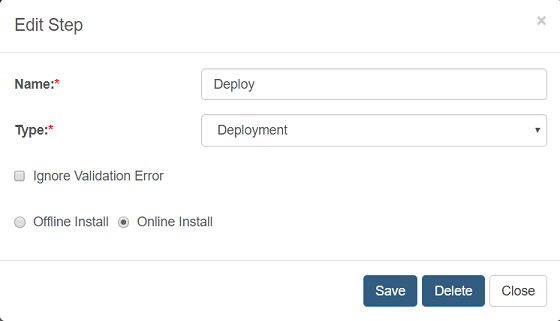 Edit Step
×
Name:*
Deploy
Type:*
Deployment
Ignore Validation Error
Offline Install Online Install
Save Delete Close